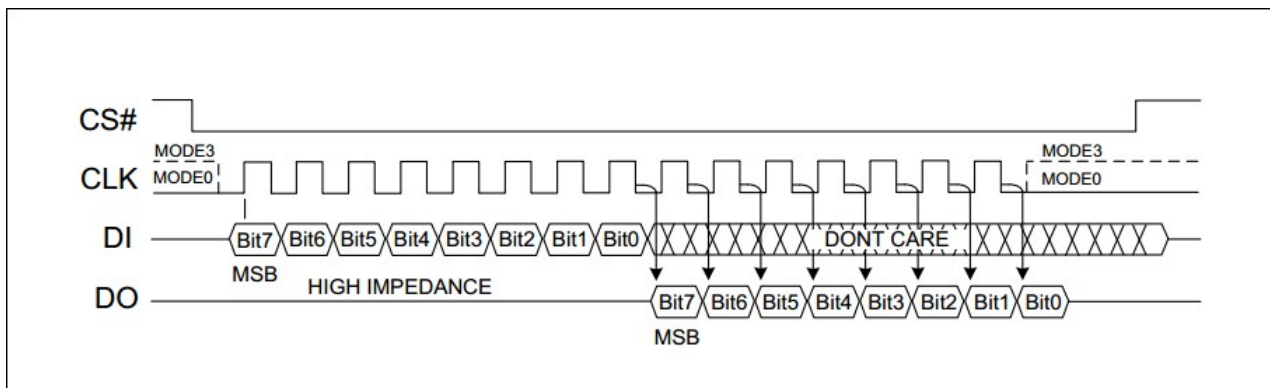 CS#
MODE3 MODE3
CLK MODE0 MODE0
DI Bit7 Bit6 Bit5 Bit4 Bit3 Bit2 Bit1 Bit0 DONT CARE
MSB
HIGH IMPEDANCE
DO Bit7 Bit6 Bit5 Bit4 Bit3 Bit2 Bit1 Bit0
MSB